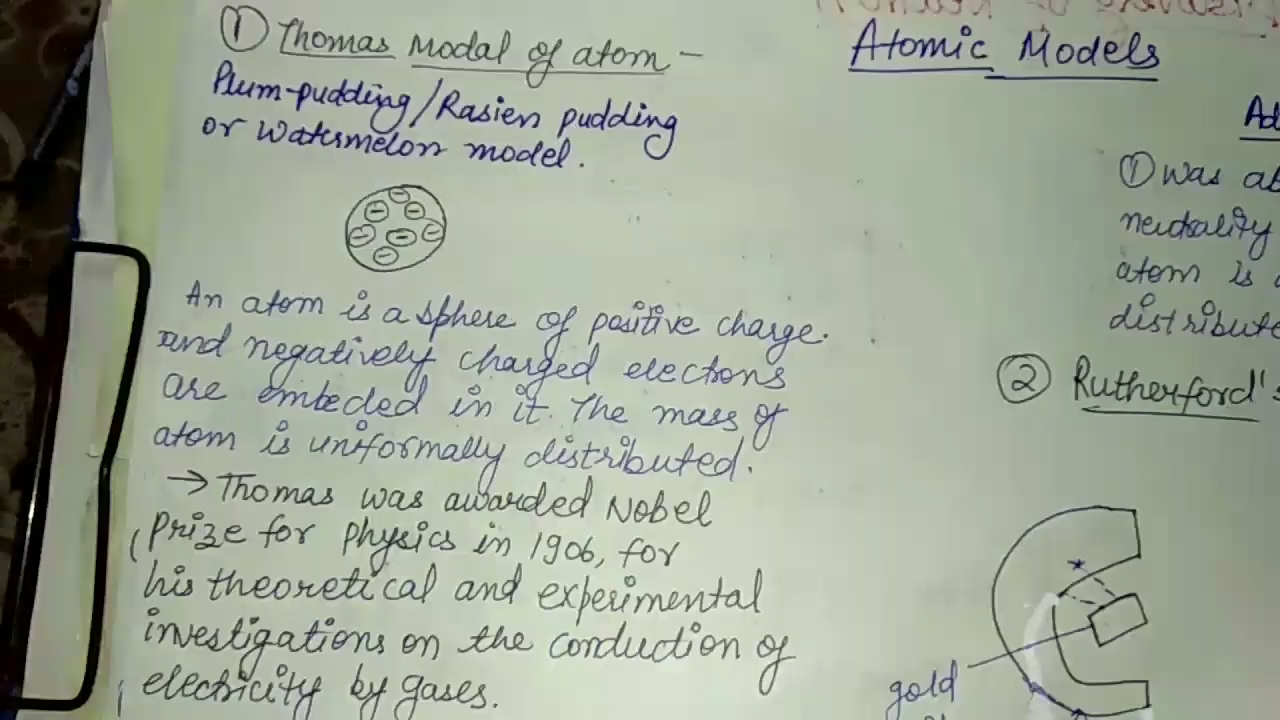 Atomic Models
① Thomas Modal of atom –
Plum-pudding/Rasien pudding
or watermelon model.
An atom is a sphere of positive charge.
and negatively charged electrons
are embeded in it. The mass of
atom is uniformally distributed.
→ Thomas was awarded Nobel
Prize for physics in 1906, for
his theoretical and experimental
investigations on the conduction of
electricity by gases.
① was
neutrality
atom is
distribute
② Rutherford's
gold